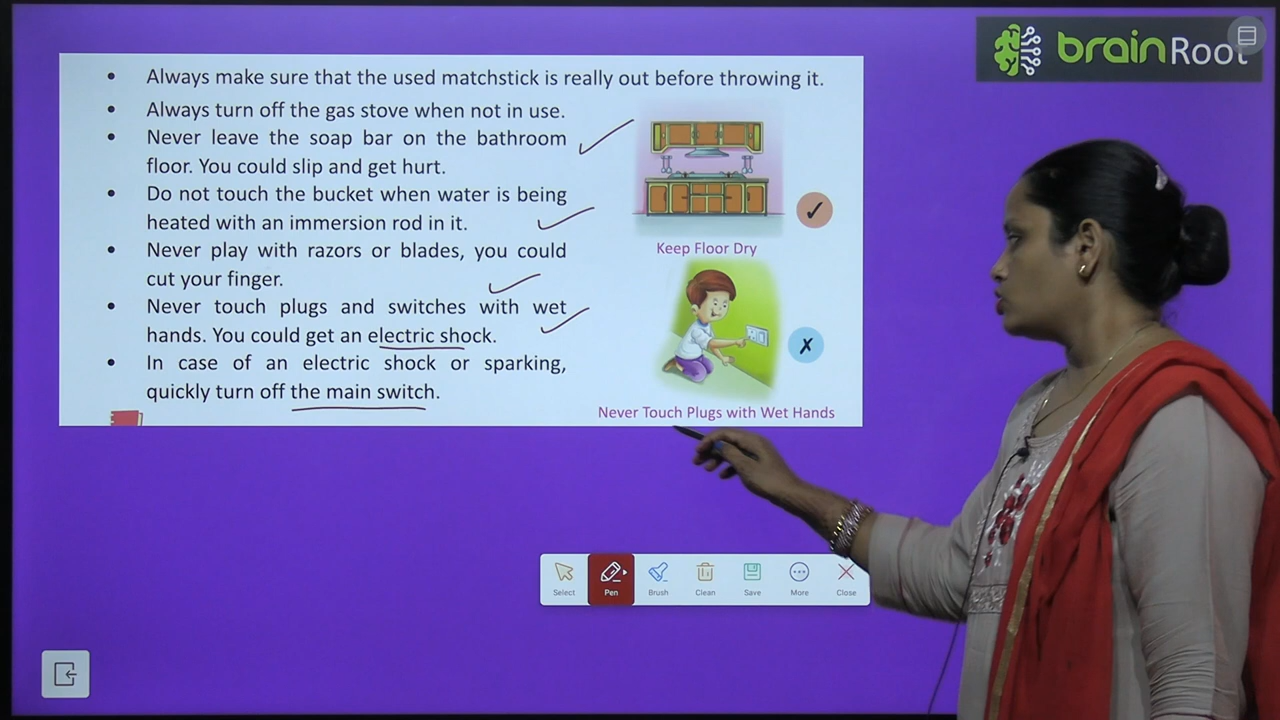 brainRoot
• Always make sure that the used matchstick is really out before throwing it.
• Always turn off the gas stove when not in use.
• Never leave the soap bar on the bathroom
floor. You could slip and get hurt.
• Do not touch the bucket when water is being
heated with an immersion rod in it.
• Never play with razors or blades, you could
cut your finger.
• Never touch plugs and switches with wet
hands. You could get an electric shock.
• In case of an electric shock or sparking,
quickly turn off the main switch.
Keep Floor Dry
Never Touch Plugs with Wet Hands
Select Pen Brush Clean Save More Close